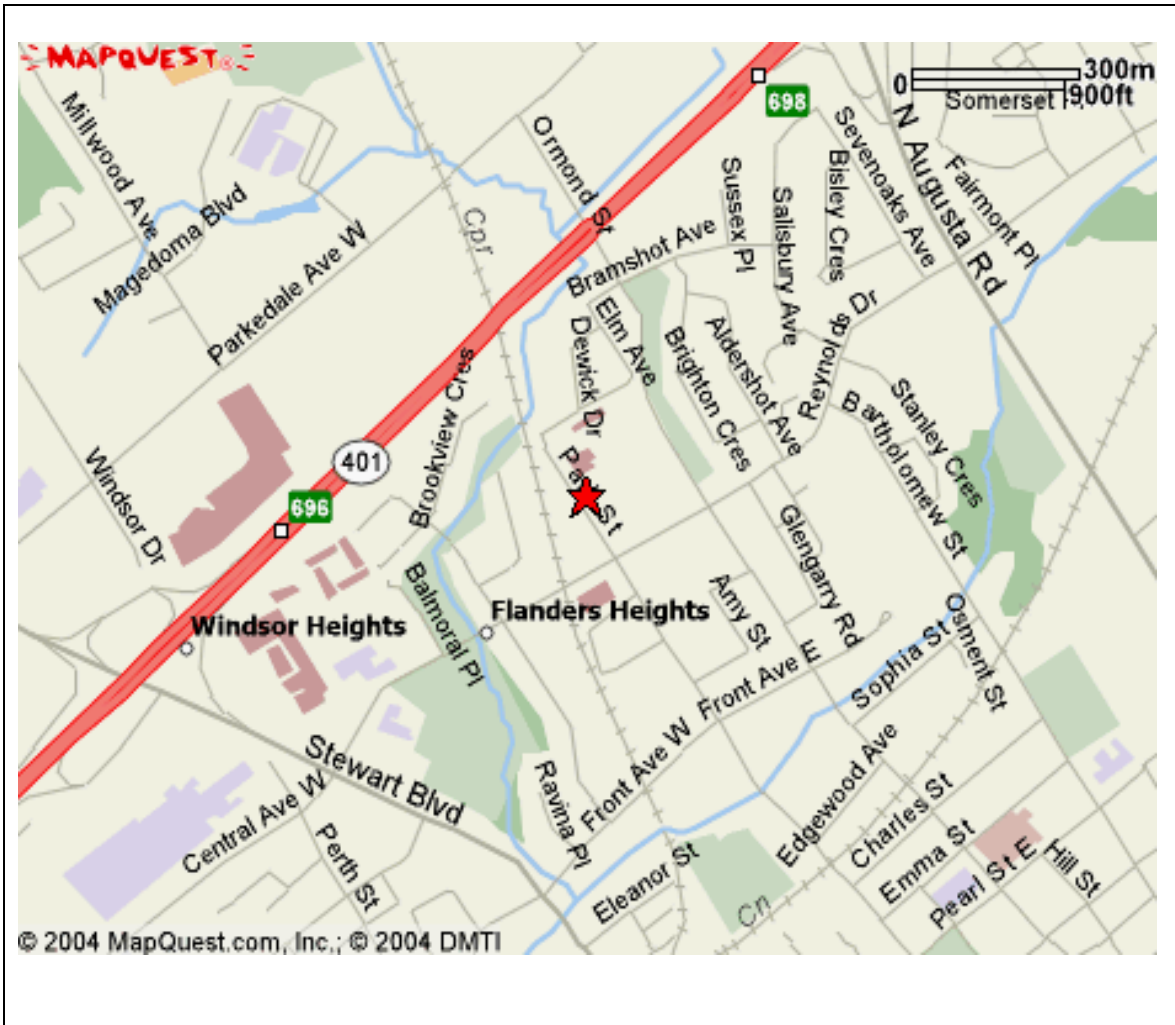 MAPQUEST®
300m
0
900ft
Somerset
698
Millwood Ave
Ormond St
N Augusta Rd
Sevenoaks Ave
Fairmont Pl
Bisley Cres
Sussex Pl
Salisbury Ave
Magedoma Blvd
Cpr
Parkedale Ave W
Bramshot Ave
Reynolds Dr
Elm Ave
Dewick Dr
Brighton Cres
Aldershot Ave
Brookview Cres
Stanley Cres
Bartholomew St
401
Windsor Dr
696
St
Glengarry Rd
Balmoral Pl
Flanders Heights
Windsor Heights
Amy St
Osment St
Front Ave E
Sophia St
Front Ave W
Stewart Blvd
Ravina Pl
Edgewood Ave
Central Ave W
Perth St
Charles St
Emma St
Pearl St E
Hill St
Eleanor St
Cn
© 2004 MapQuest.com, Inc.; © 2004 DMTI